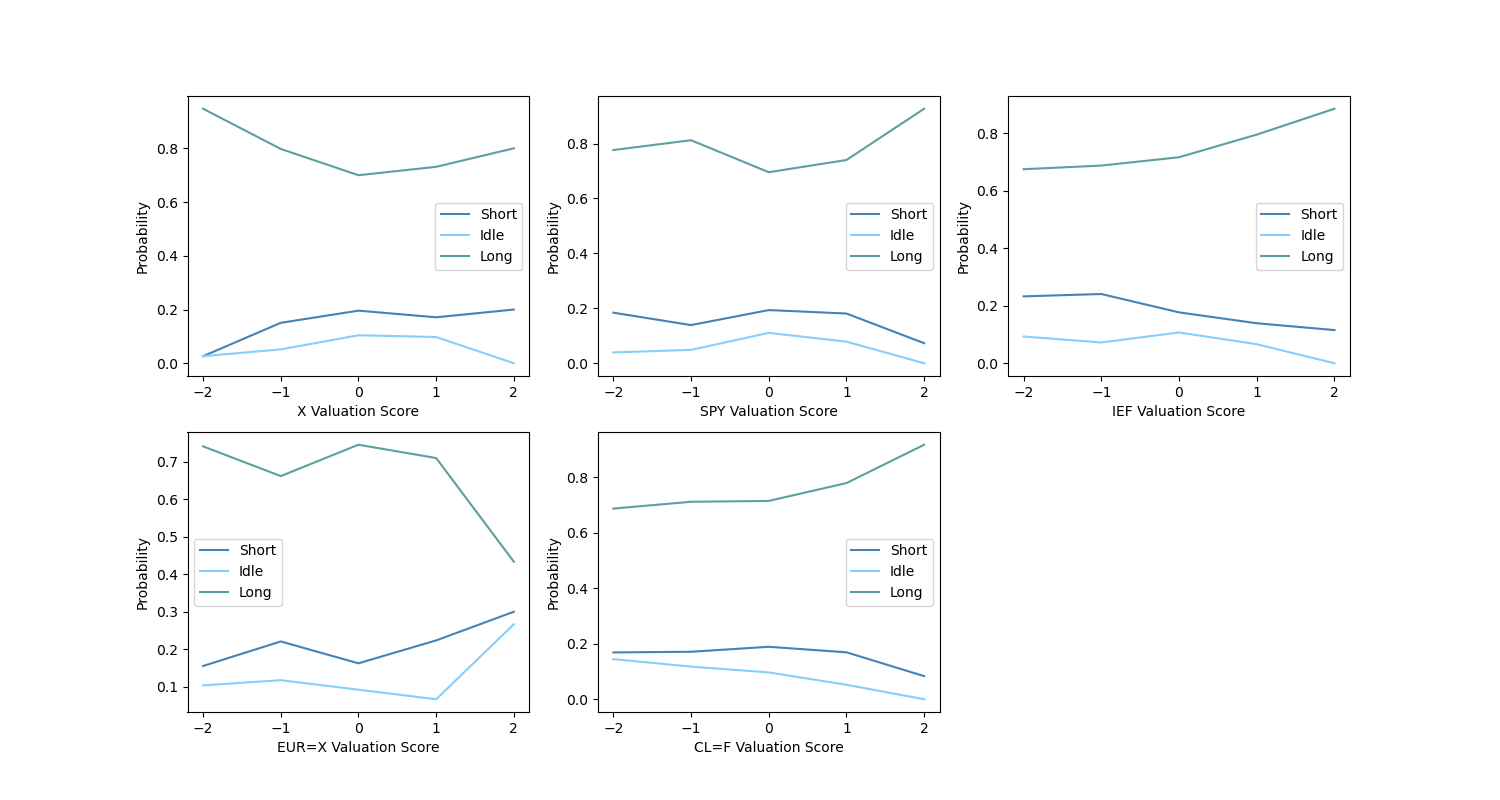 Probability
0.8
0.6
0.4
0.2
0.0
Short
Idle
Long
−2 −1 0 1 2
X Valuation Score
Probability
0.8
0.6
0.4
0.2
0.0
Short
Idle
Long
−2 −1 0 1 2
SPY Valuation Score
Probability
0.8
0.6
0.4
0.2
0.0
Short
Idle
Long
−2 −1 0 1 2
IEF Valuation Score
Probability
0.7
0.6
0.5
0.4
0.3
0.2
0.1
Short
Idle
Long
−2 −1 0 1 2
EUR=X Valuation Score
Probability
0.8
0.6
0.4
0.2
0.0
Short
Idle
Long
−2 −1 0 1 2
CL=F Valuation Score